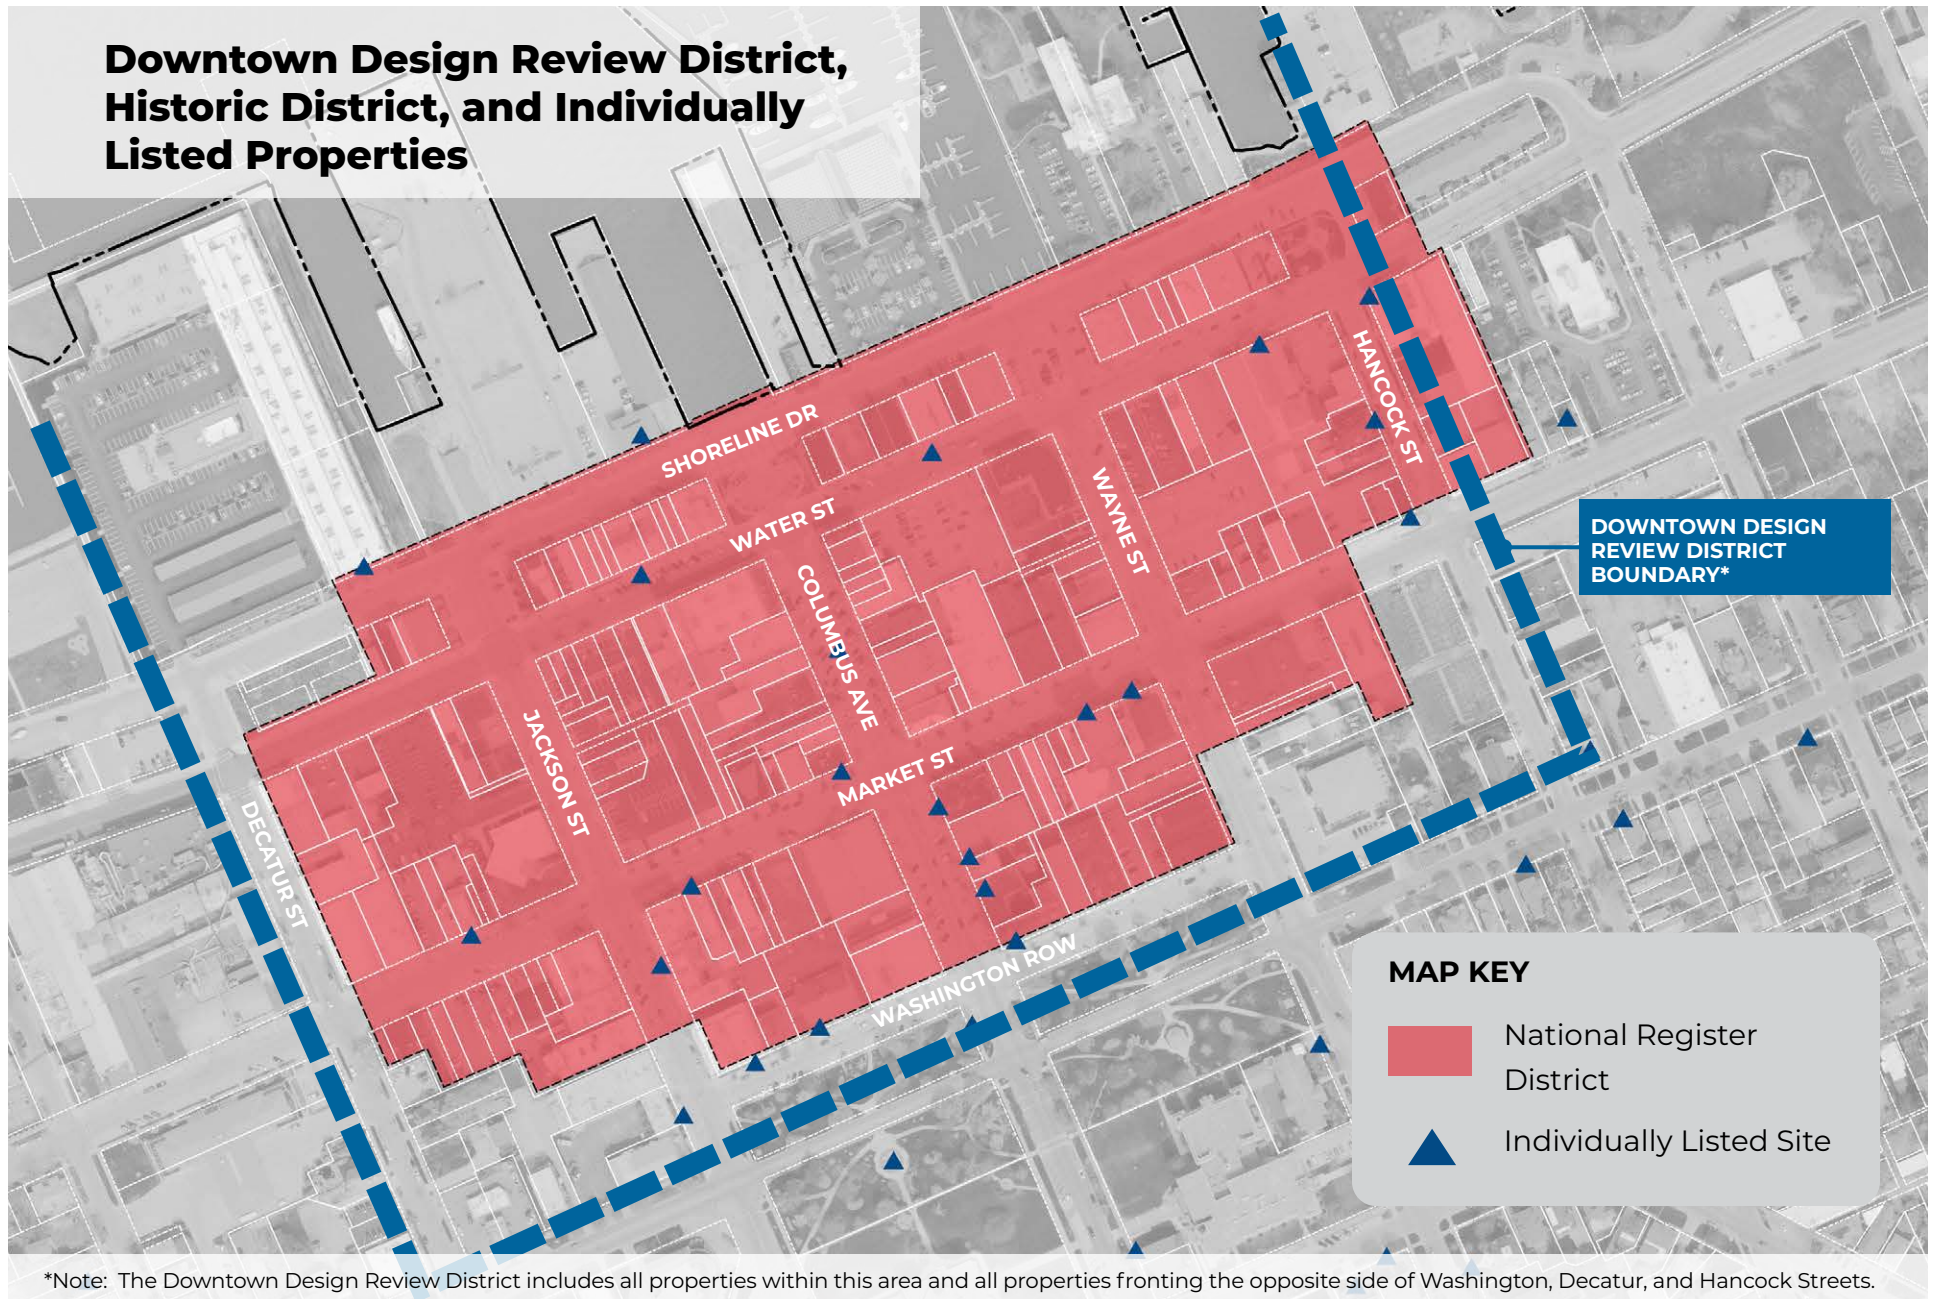 Downtown Design Review District,
Historic District, and Individually
Listed Properties
SHORELINE DR
WATER ST
HANCOCK ST
WAYNE ST
COLUMBUS AVE
DOWNTOWN DESIGN
REVIEW DISTRICT
BOUNDARY*
JACKSON ST
MARKET ST
DECATUR ST
WASHINGTON ROW
MAP KEY
National Register
District
Individually Listed Site
*Note: The Downtown Design Review District includes all properties within this area and all properties fronting the opposite side of Washington, Decatur, and Hancock Streets.